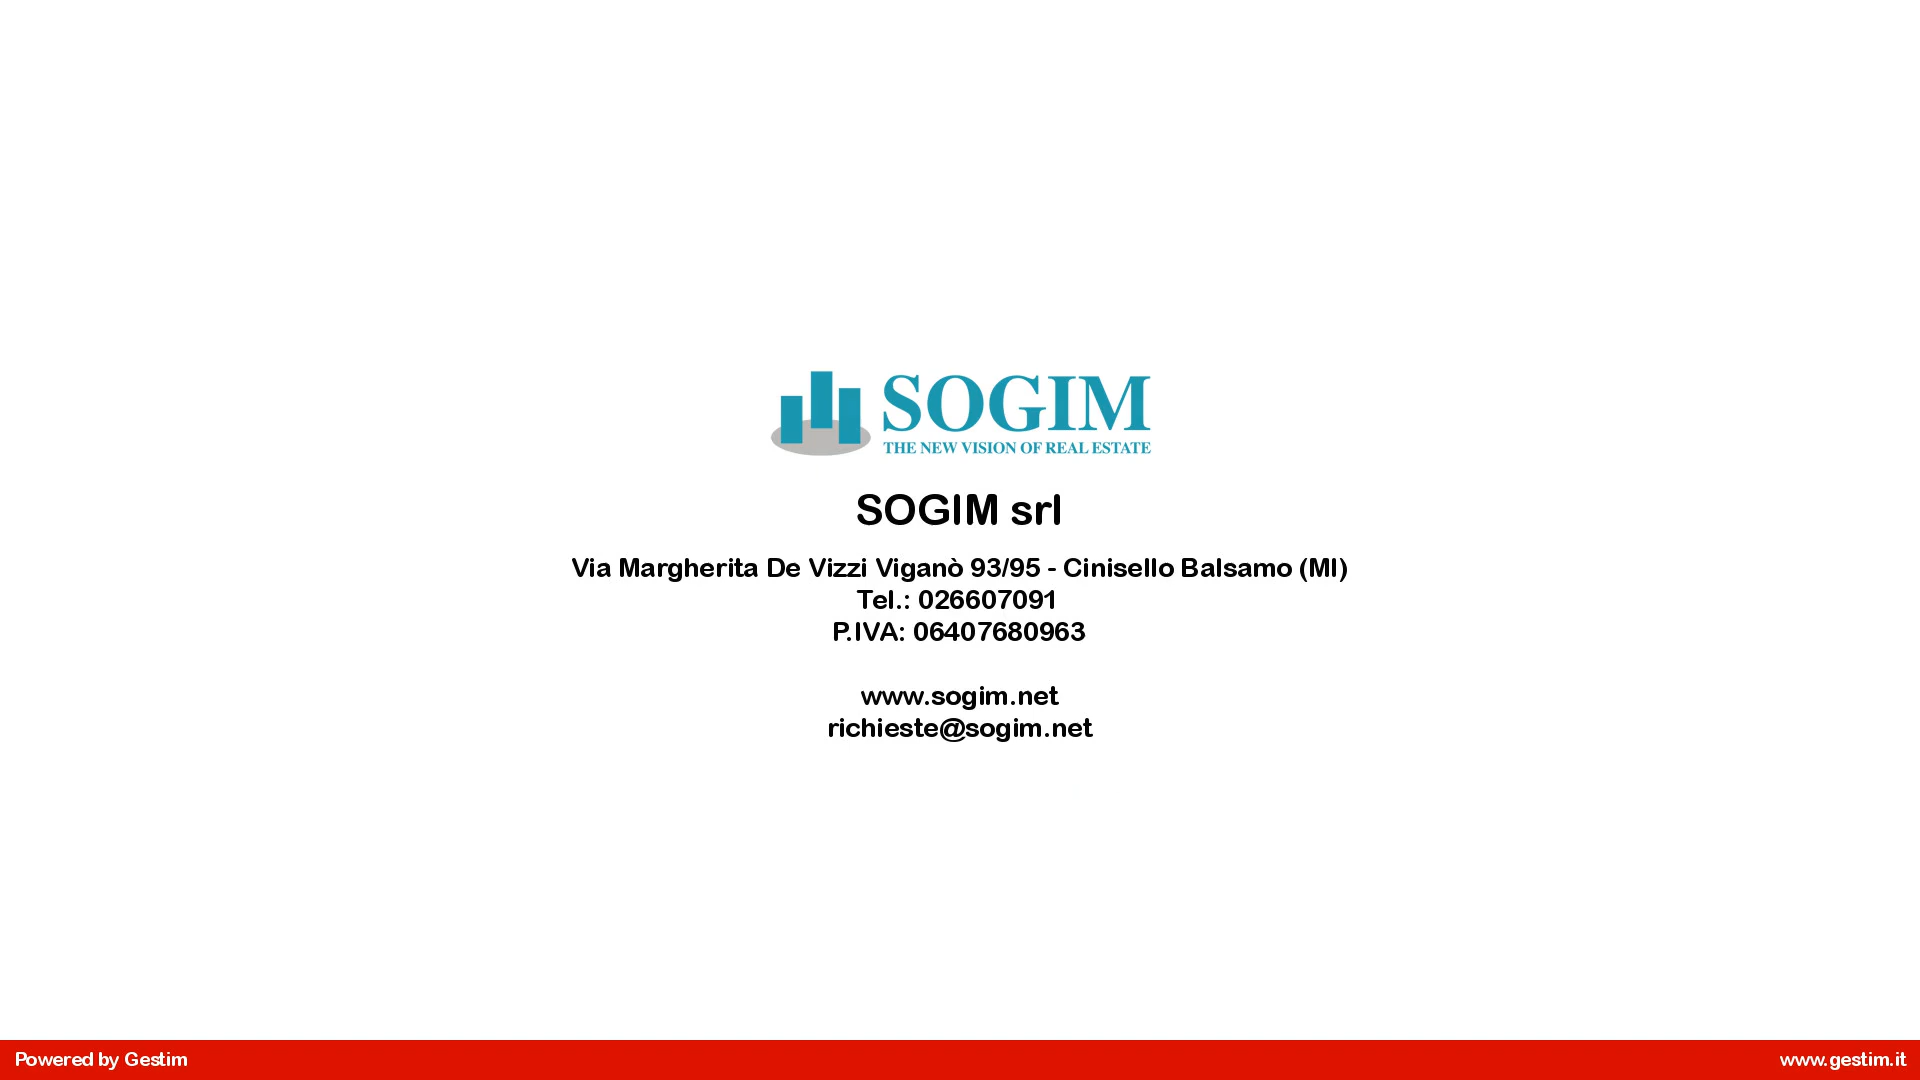 SOGIM
THE NEW VISION OF REAL ESTATE
SOGIM srl
Via Margherita De Vizzi Viganò 93/95 - Cinisello Balsamo (MI)
Tel.: 026607091
P.IVA: 06407680963
www.sogim.net
richieste@sogim.net
Powered by Gestim
www.gestim.it